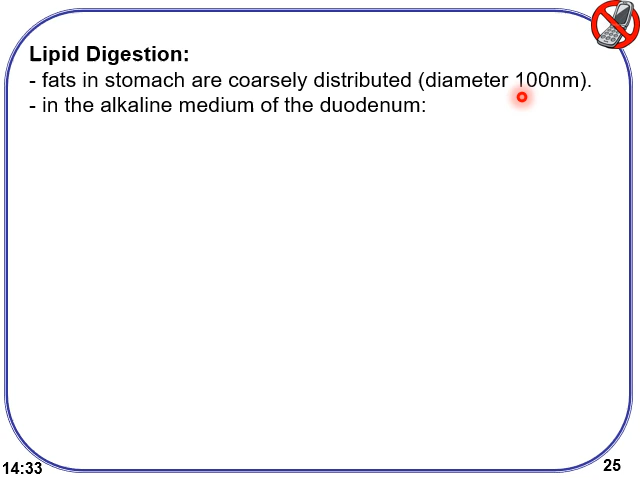 Lipid Digestion:
- fats in stomach are coarsely distributed (diameter 100nm).
- in the alkaline medium of the duodenum:
14:33
25